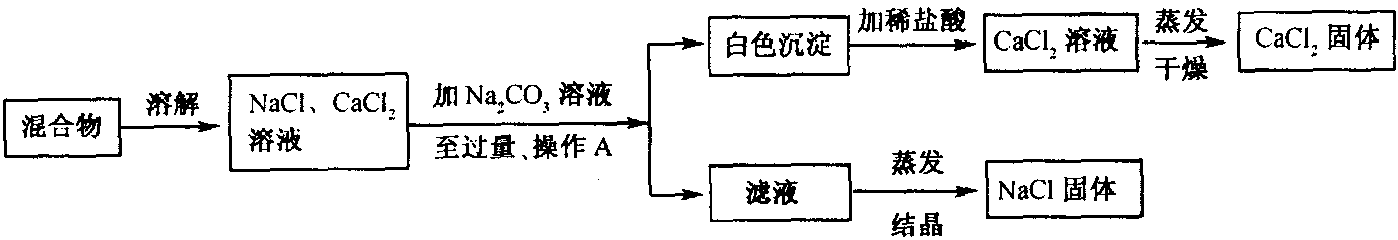 混合物
溶解
NaCl、CaCl₂
溶液
加Na₂CO₃溶液
至过量、操作A
白色沉淀
加稀盐酸
CaCl₂溶液
蒸发
干燥
CaCl₂固体
滤液
蒸发
结晶
NaCl固体